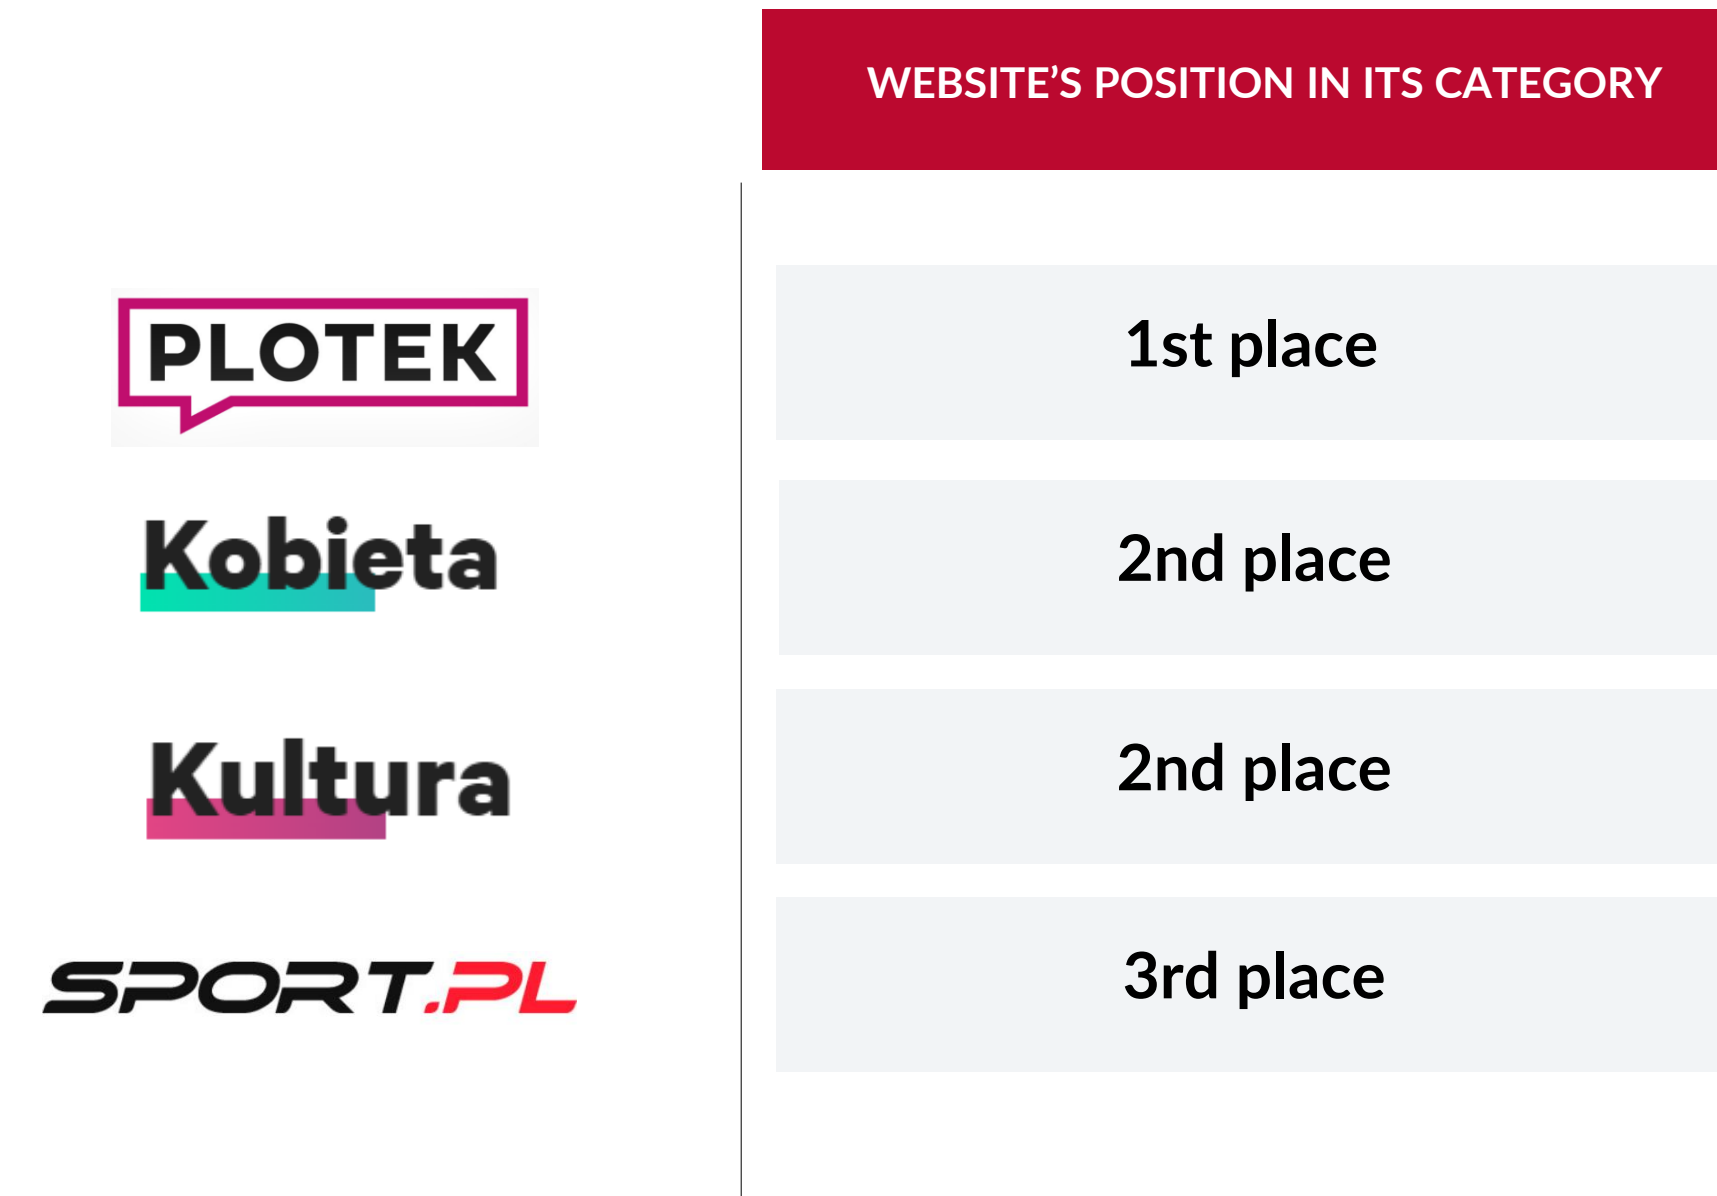 WEBSITE’S POSITION IN ITS CATEGORY
PLOTEK
1st place
Kobieta
2nd place
Kultura
2nd place
SPORT.PL
3rd place